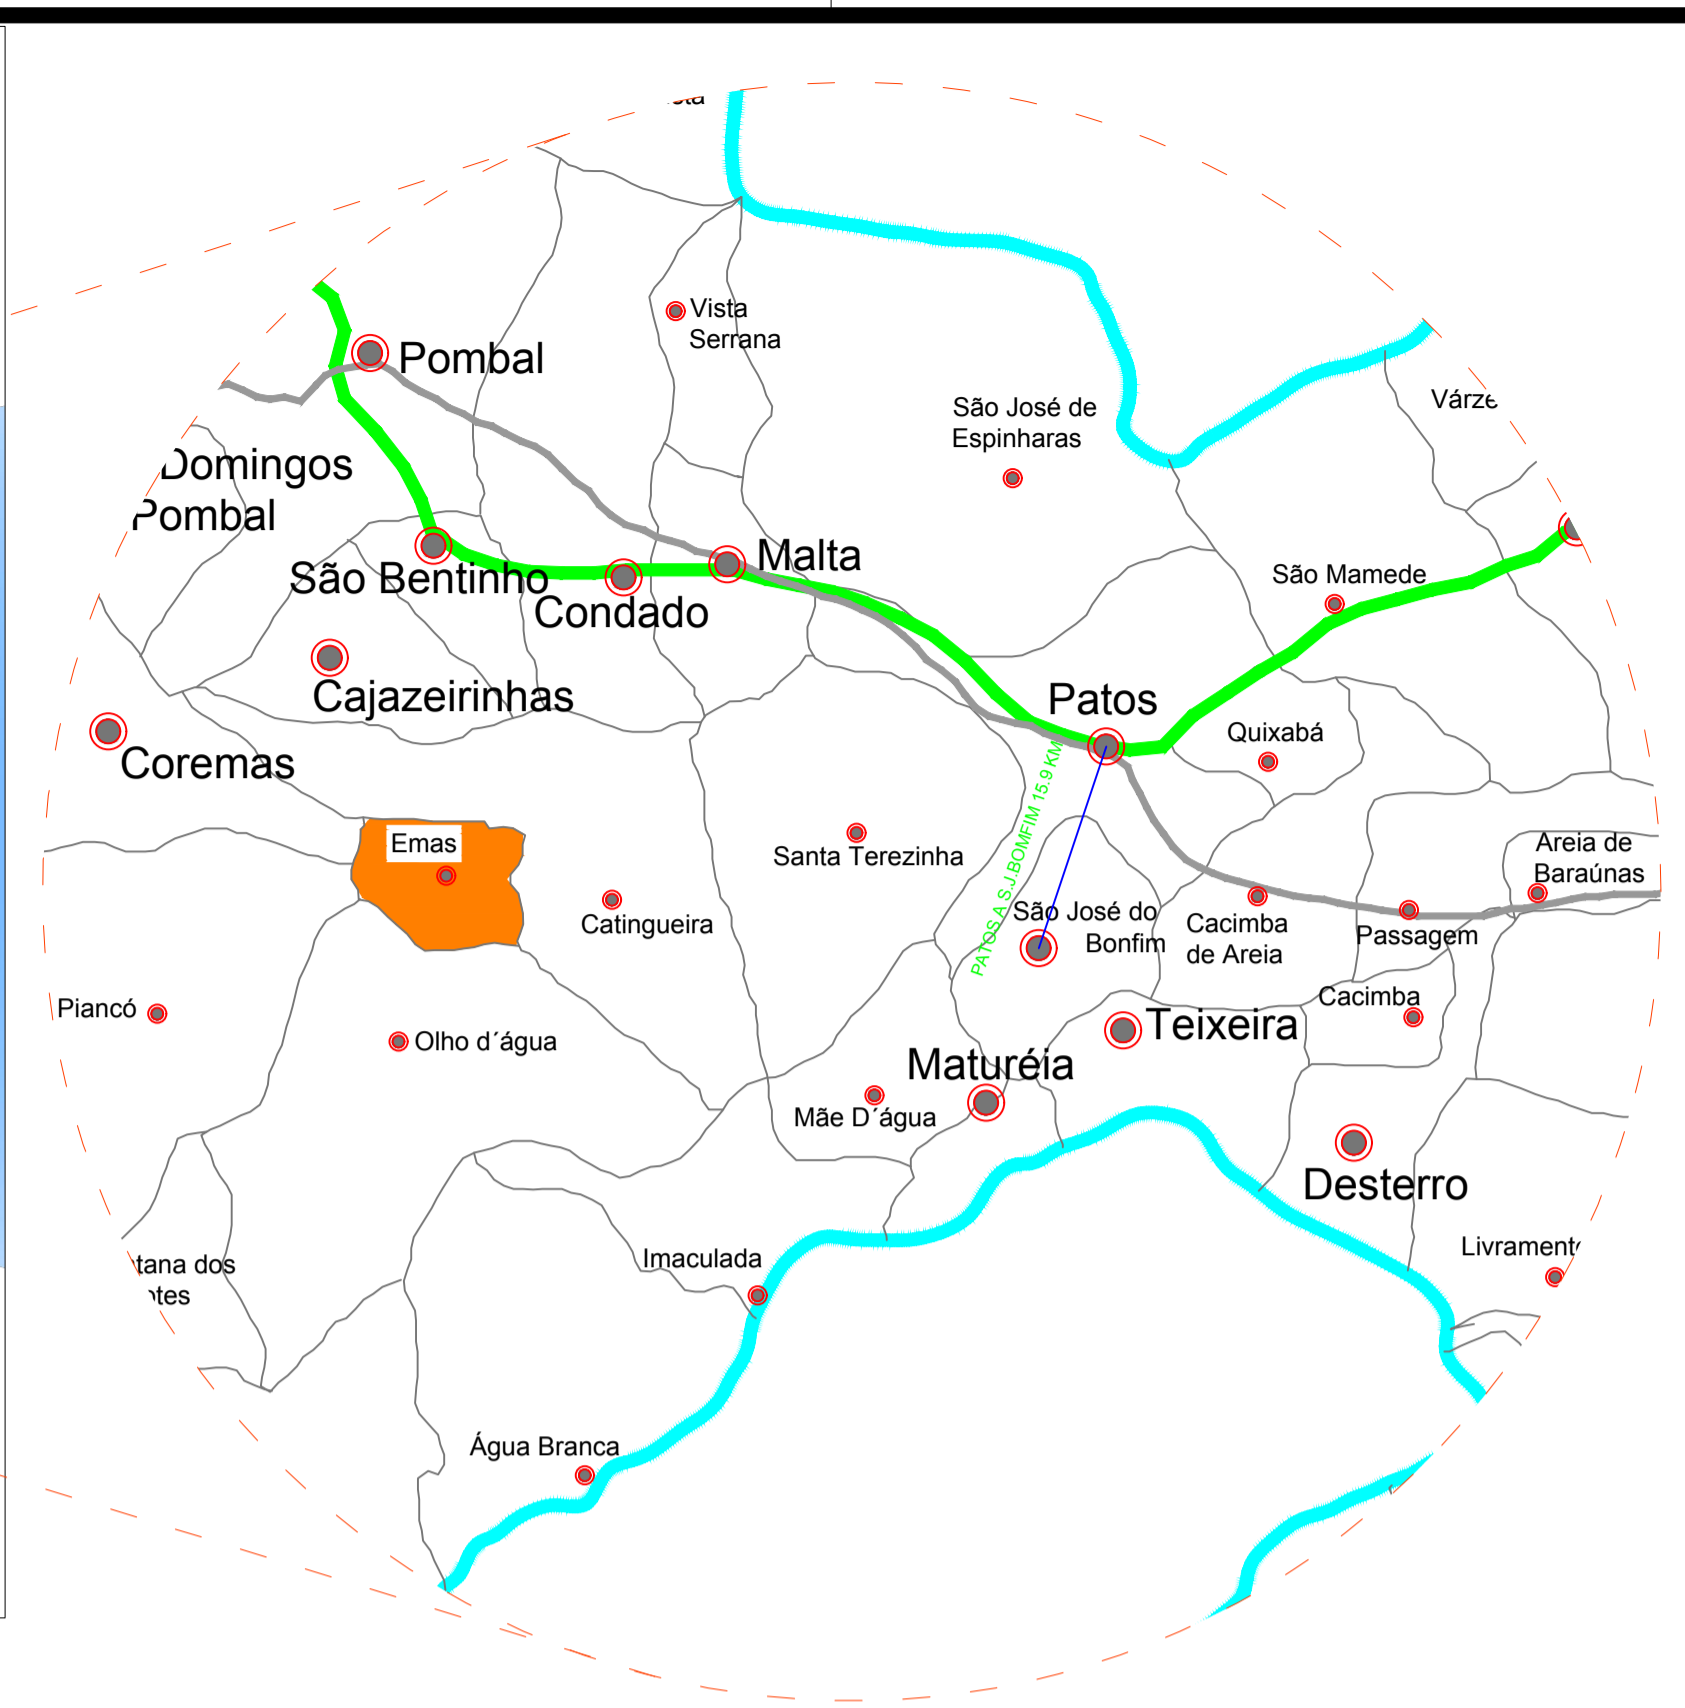 Vista
Serrana
Pombal
São José de
Espinharas
Domingos
Pombal
Malta
São Bentinho
Condado
São Mamede
Cajazeirinhas
Patos
Quixabá
Coremas
PATOS A S.J.BOMFIM 15.9 KM
Emas
Santa Terezinha
Areia de
Baraúnas
Catingueira
São José do
Bonfim
Cacimba
de Areia
Passagem
Piancó
Cacimba
Olho d´água
Teixeira
Maturéia
Mãe D´água
Desterro
Imaculada
tana dos
Água Branca